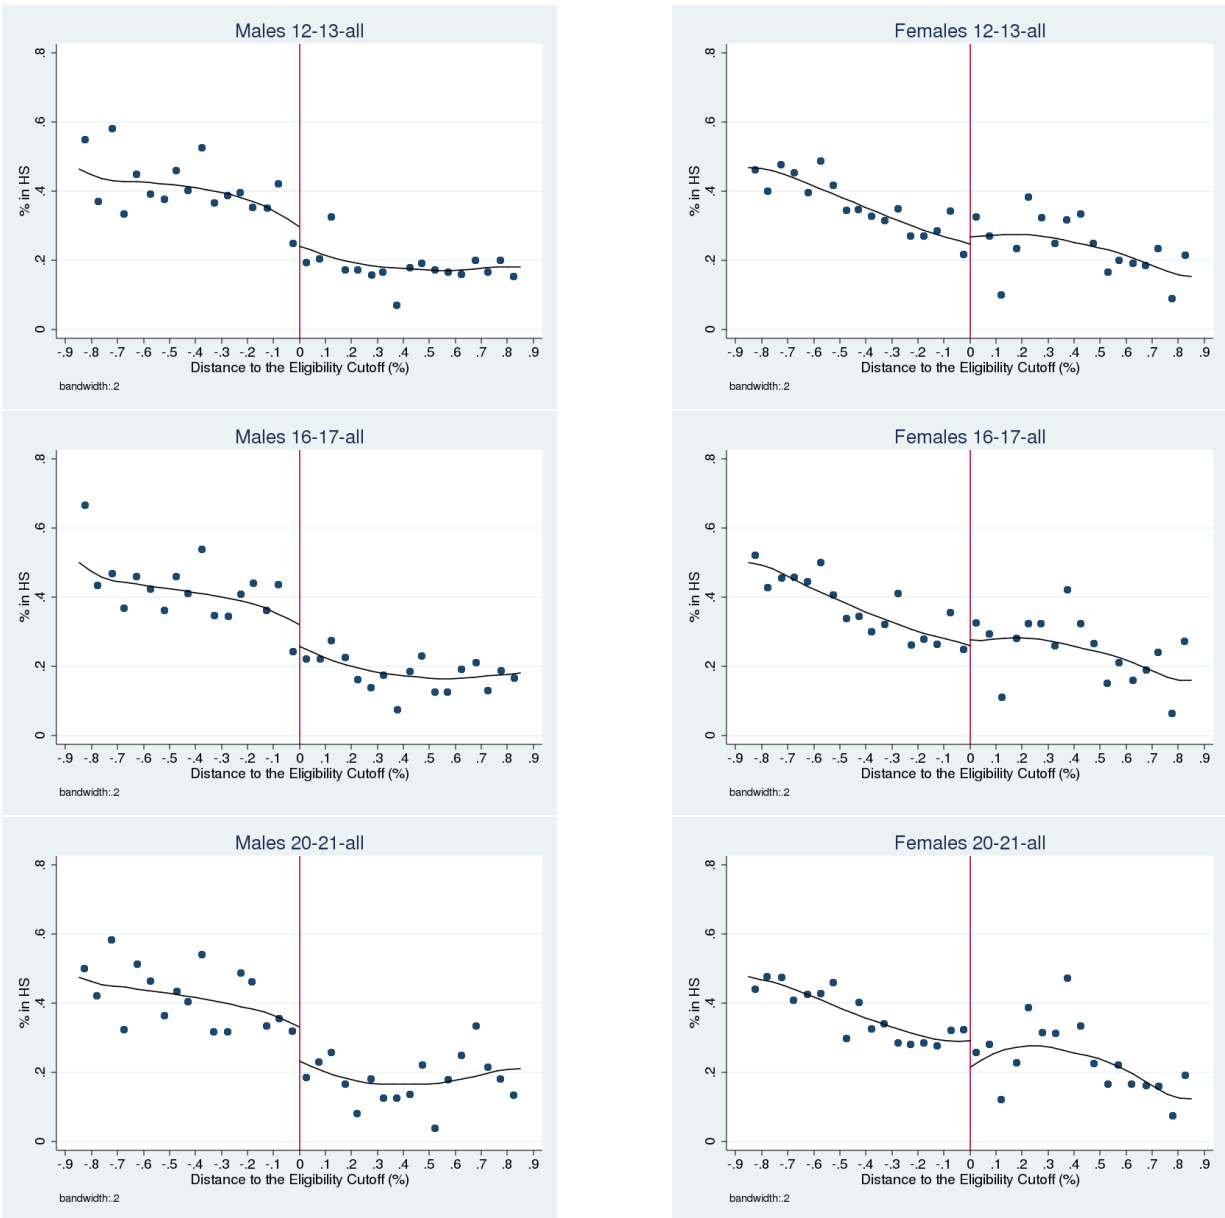 Males 12-13-all
% in HS
.8
.6
.4
.2
0
-.9 -.8 -.7 -.6 -.5 -.4 -.3 -.2 -.1 0 .1 .2 .3 .4 .5 .6 .7 .8 .9
Distance to the Eligibility Cutoff (%)
bandwidth:.2
Females 12-13-all
% in HS
.8
.6
.4
.2
0
-.9 -.8 -.7 -.6 -.5 -.4 -.3 -.2 -.1 0 .1 .2 .3 .4 .5 .6 .7 .8 .9
Distance to the Eligibility Cutoff (%)
bandwidth:.2
Males 16-17-all
% in HS
.8
.6
.4
.2
0
-.9 -.8 -.7 -.6 -.5 -.4 -.3 -.2 -.1 0 .1 .2 .3 .4 .5 .6 .7 .8 .9
Distance to the Eligibility Cutoff (%)
bandwidth:.2
Females 16-17-all
% in HS
.8
.6
.4
.2
0
-.9 -.8 -.7 -.6 -.5 -.4 -.3 -.2 -.1 0 .1 .2 .3 .4 .5 .6 .7 .8 .9
Distance to the Eligibility Cutoff (%)
bandwidth:.2
Males 20-21-all
% in HS
.8
.6
.4
.2
0
-.9 -.8 -.7 -.6 -.5 -.4 -.3 -.2 -.1 0 .1 .2 .3 .4 .5 .6 .7 .8 .9
Distance to the Eligibility Cutoff (%)
bandwidth:.2
Females 20-21-all
% in HS
.8
.6
.4
.2
0
-.9 -.8 -.7 -.6 -.5 -.4 -.3 -.2 -.1 0 .1 .2 .3 .4 .5 .6 .7 .8 .9
Distance to the Eligibility Cutoff (%)
bandwidth:.2